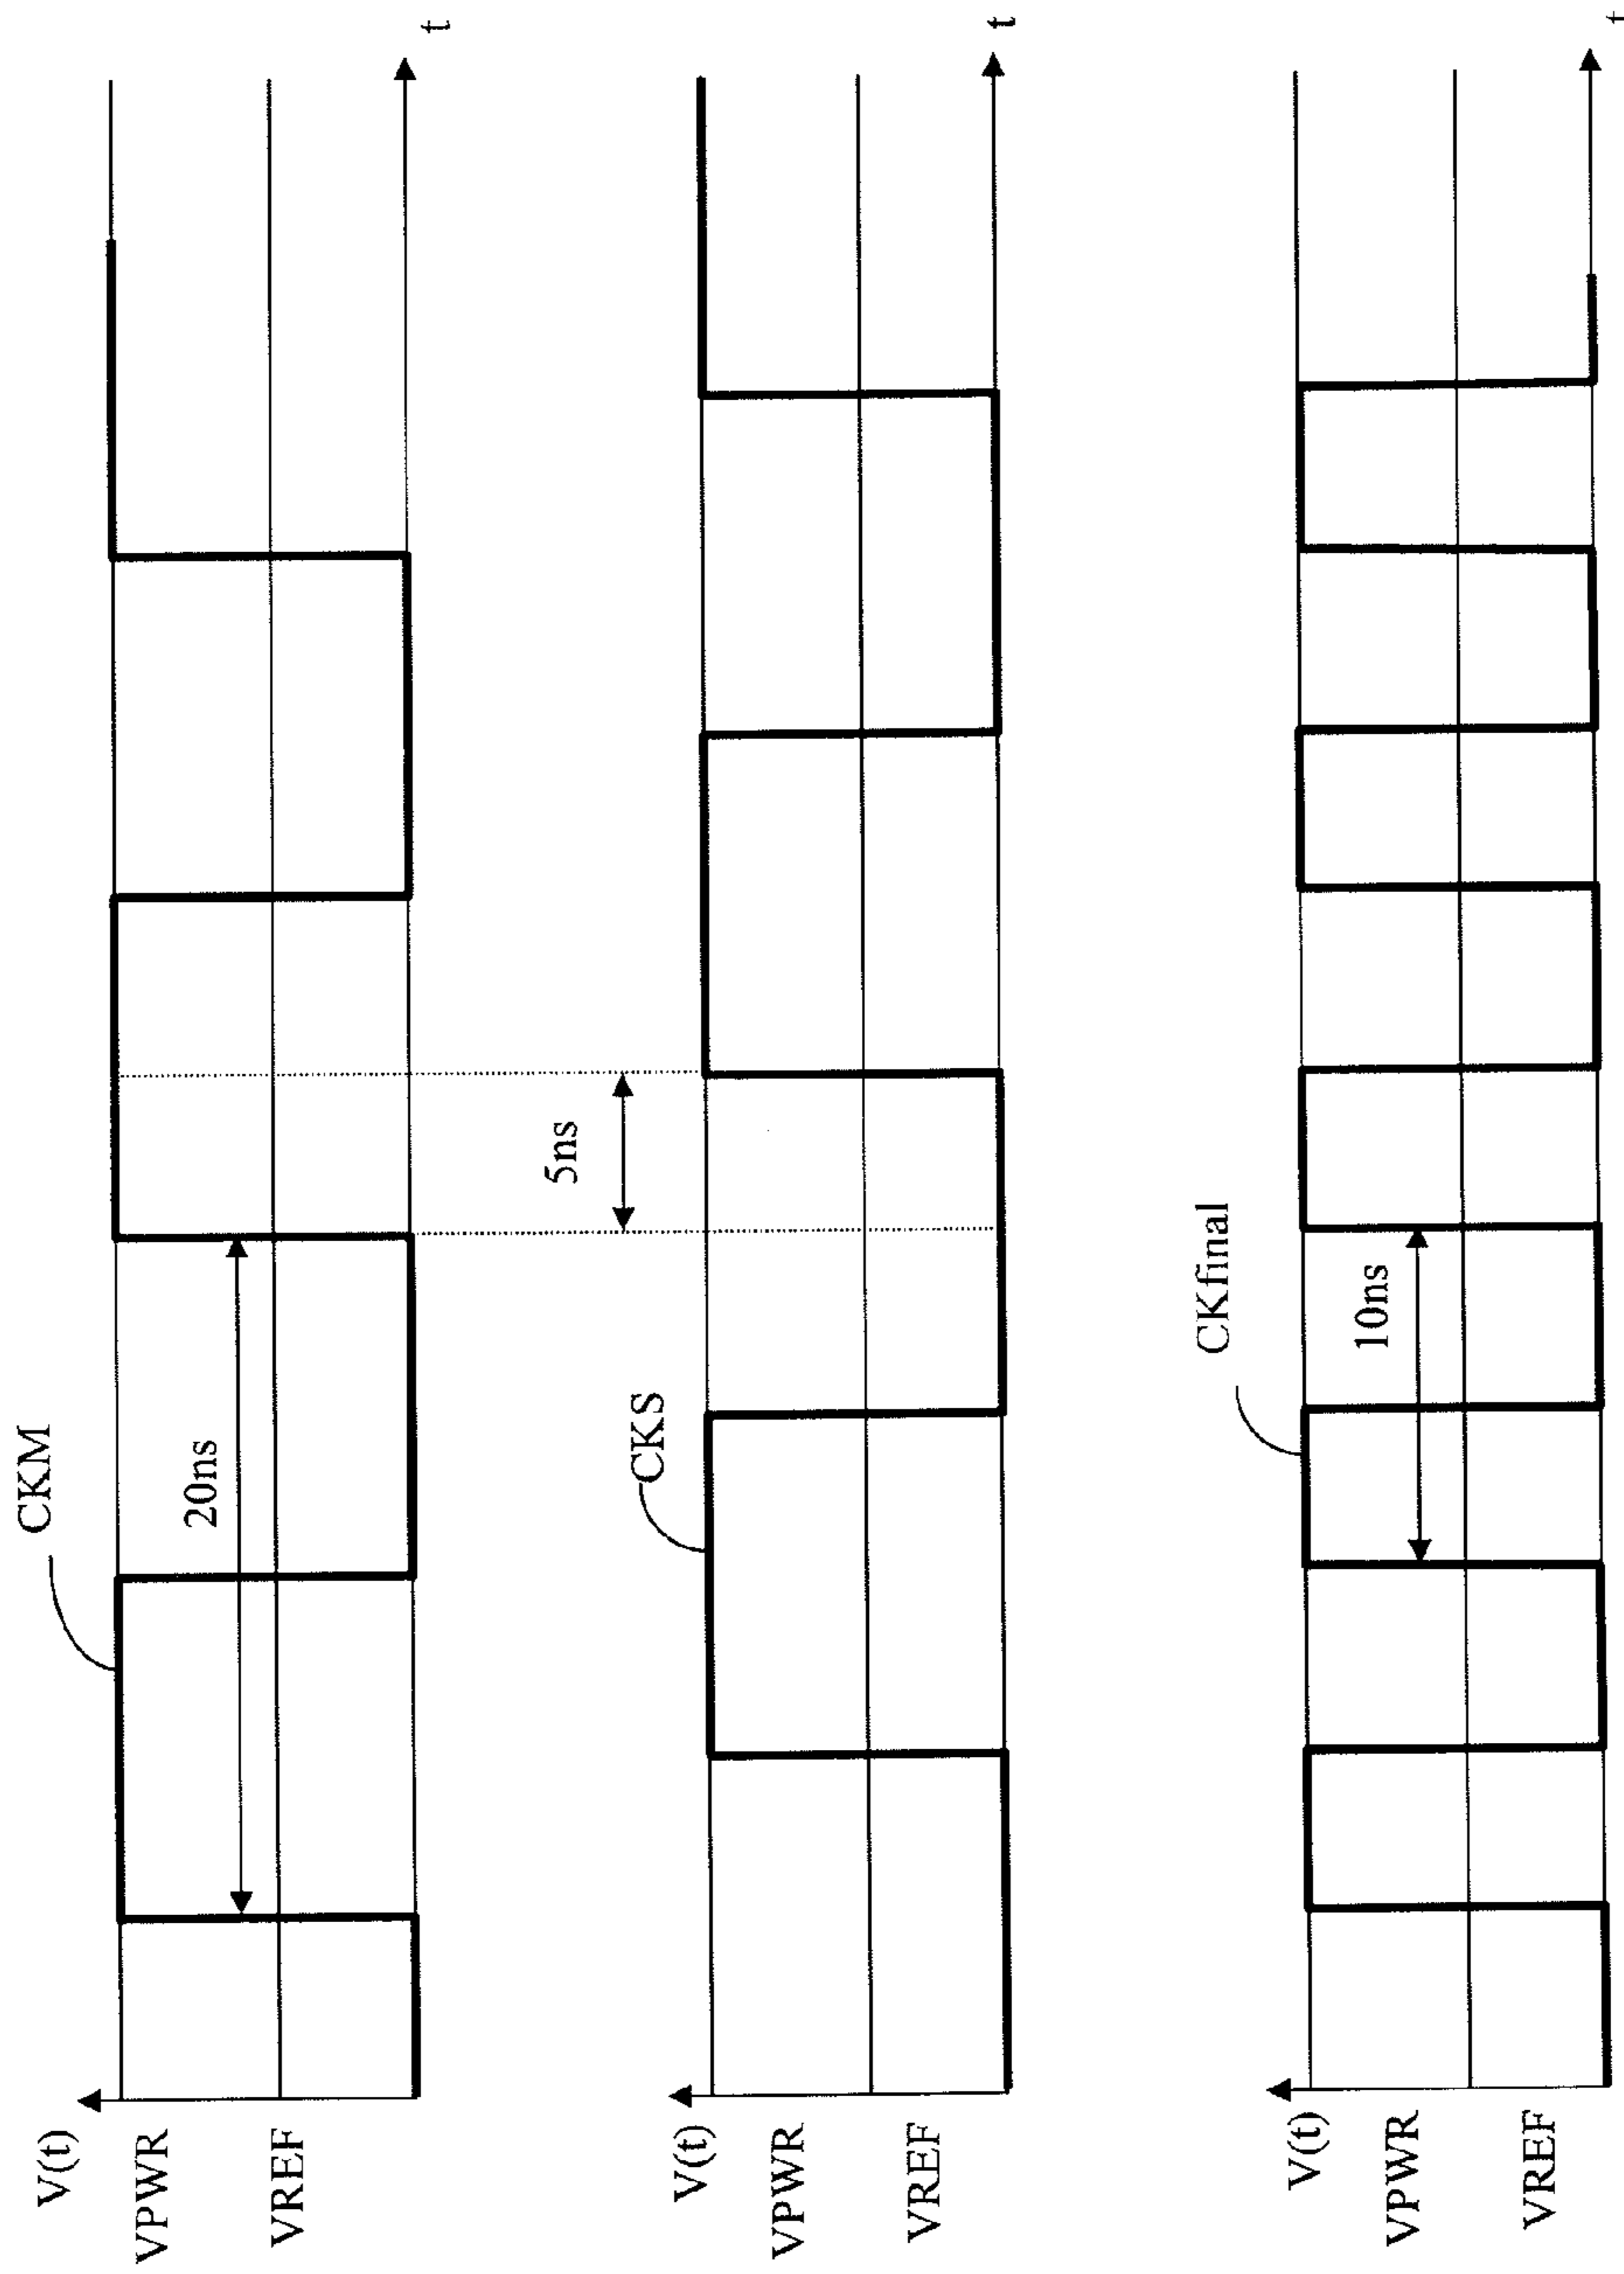 CKM
V(t)
VPWR
VREF
20ns
t
5ns
CKS
V(t)
VPWR
VREF
t
CKfinal
V(t)
VPWR
VREF
10ns
t